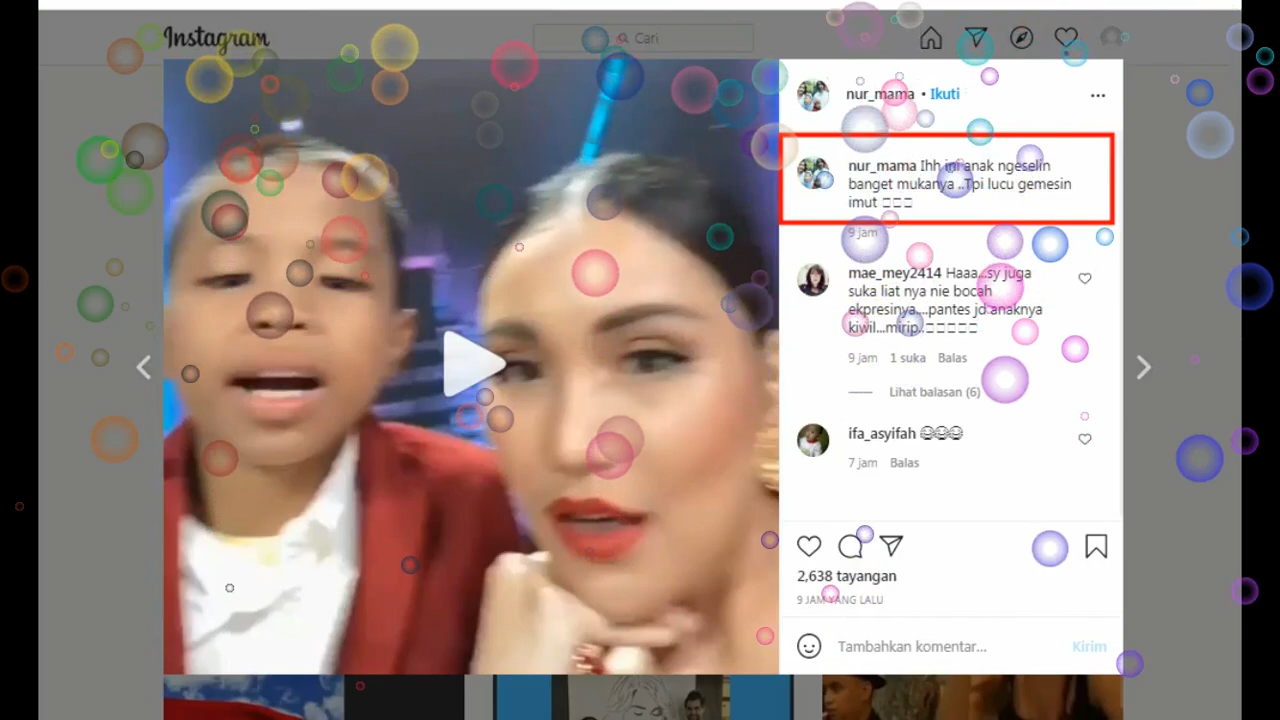 Instagram
Cari
nur_mama • Ikuti
nur_mama Ihh ini anak ngeselin
banget mukanya ..Tpi lucu gemesin
imut
9 jam
mae_mey2414 Haaa...sy juga
suka liat nya nie bocah
ekpresinya....pantes jd anaknya
kiwil...mirip..
9 jam 1 suka Balas
Lihat balasan (6)
ifa_asyifah
7 jam Balas
2,638 tayangan
9 JAM YANG LALU
Tambahkan komentar... Kirim